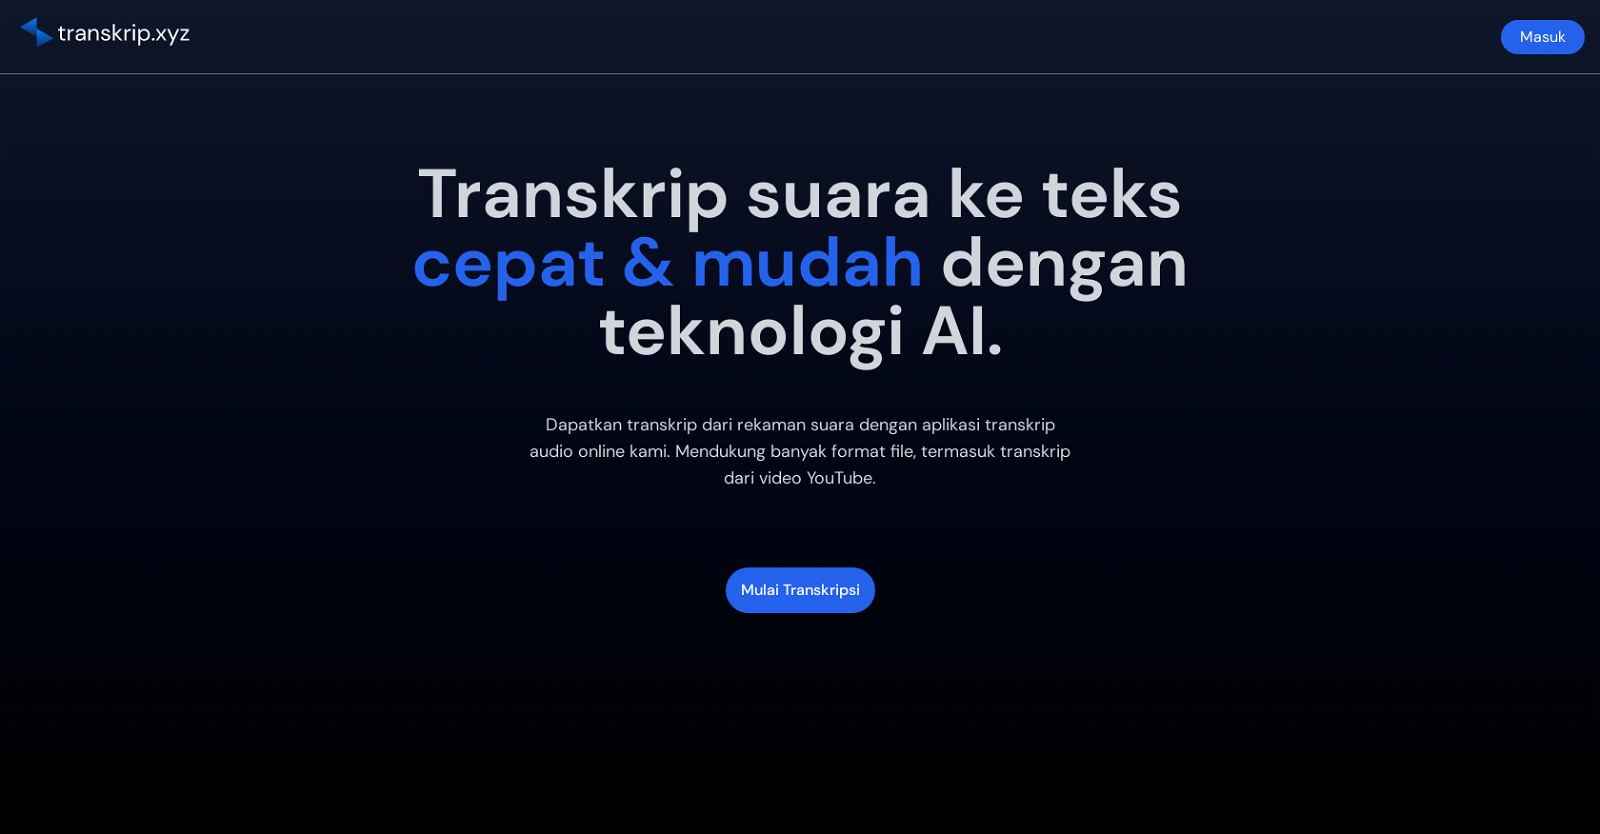 transkrip.xyz
Masuk
Transkrip suara ke teks
cepat & mudah dengan
teknologi AI.
Dapatkan transkrip dari rekaman suara dengan aplikasi transkrip
audio online kami. Mendukung banyak format file, termasuk transkrip
dari video YouTube.
Mulai Transkripsi